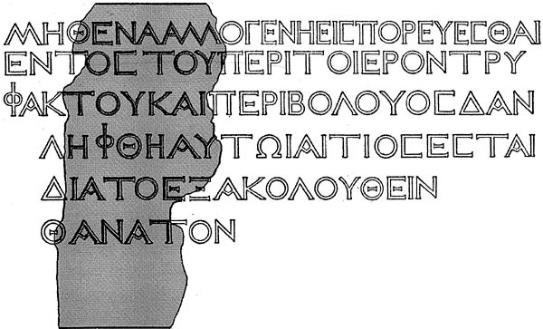 ΜΗΘΕΝΑΑΛΛΟΓΕΝΗΕΙΣΠΟΡΕΥΕΣΘΑΙ
ΕΝΤΟΣΤΟΥΠΕΡΙΤΟΙΕΡΟΝΤΡΥ
ΦΑΚΤΟΥΚΑΙΠΕΡΙΒΟΛΟΥΟΣΔΑΝ
ΛΗΦΘΗΑΥΤΩΙΑΙΤΙΟΣΕΣΤΑΙ
ΔΙΑΤΟΕΞΑΚΟΛΟΥΘΕΙΝ
ΘΑΝΑΤΟΝ